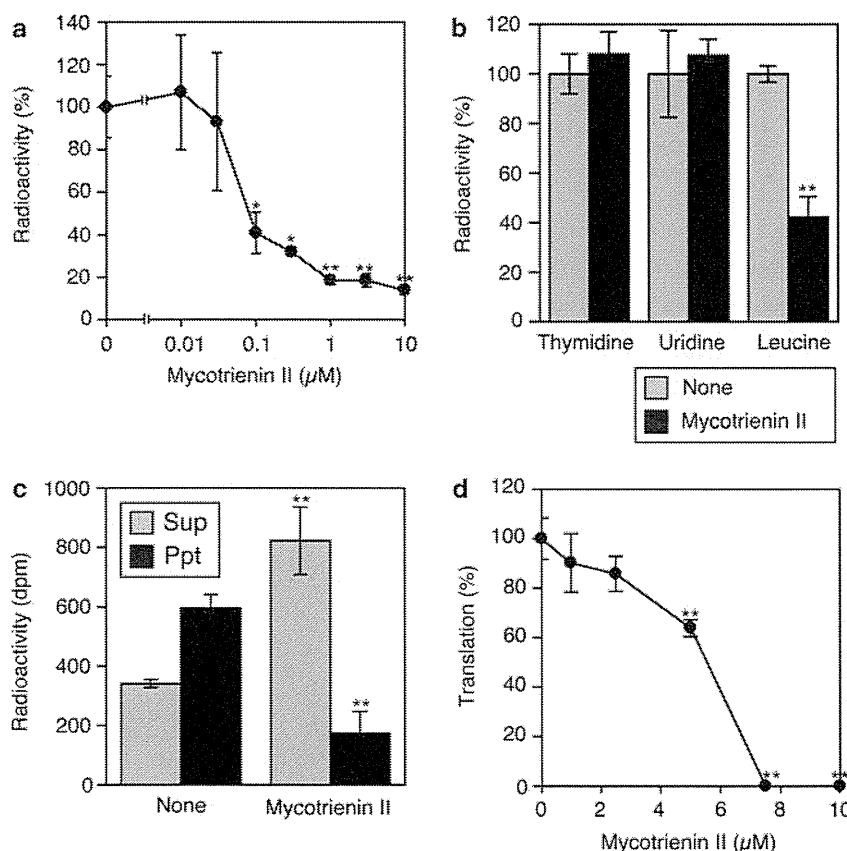 a
140
120
100
80
60
40
20
0
Radioactivity (%)
*
*
**
**
**
0
0.01
0.1
1
10
Mycotrienin II (µM)
b
120
100
80
60
40
20
0
Radioactivity (%)
**
Thymidine Uridine Leucine
None
Mycotrienin II
c
1000
800
600
400
200
0
Radioactivity (dpm)
Sup
Ppt
**
**
None Mycotrienin II
d
120
100
80
60
40
20
0
Translation (%)
**
**
**
0 2 4 6 8 10
Mycotrienin II (µM)